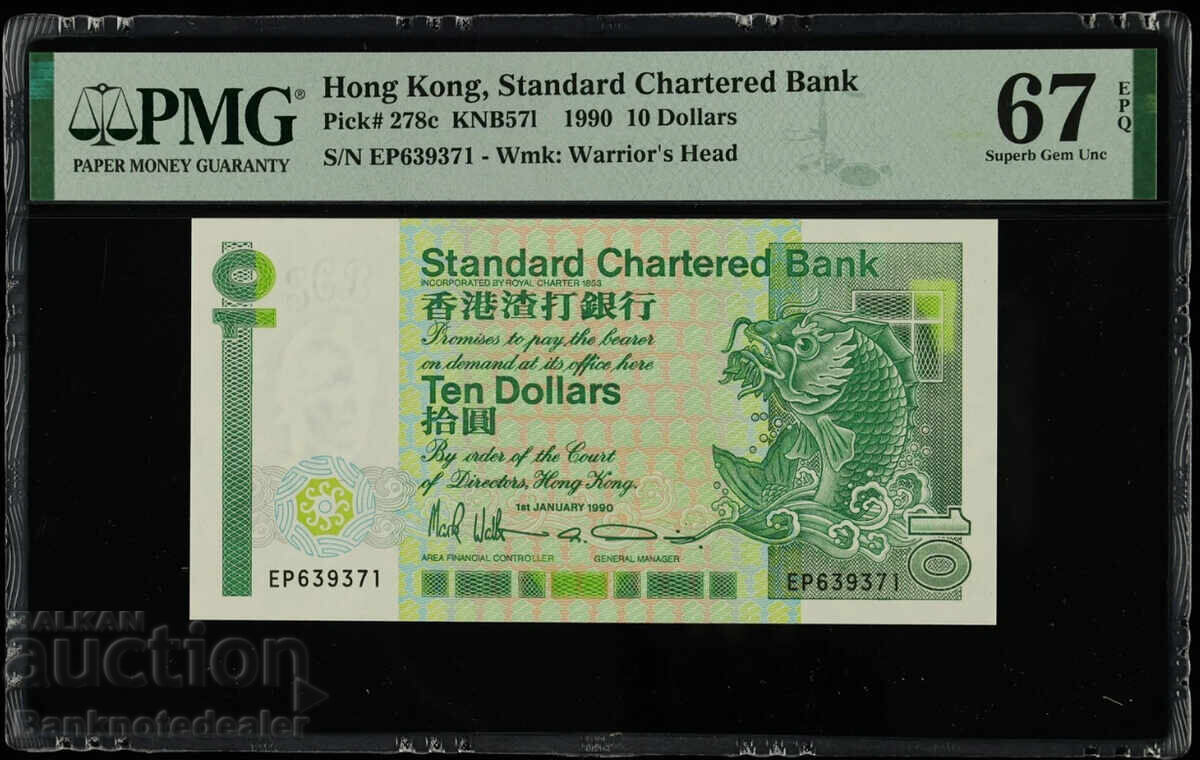 PMG®
PAPER MONEY GUARANTY
Hong Kong, Standard Chartered Bank
Pick# 278c KNB57l 1990 10 Dollars
S/N EP639371 - Wmk: Warrior's Head
67
EPQ
Superb Gem Unc
10
Standard Chartered Bank
INCORPORATED BY ROYAL CHARTER 1853
香港渣打銀行
Promises to pay the bearer
on demand at its office here
Ten Dollars
拾圓
By order of the Court
of Directors, Hong Kong.
1st JANUARY 1990
AREA FINANCIAL CONTROLLER GENERAL MANAGER
EP639371
EP639371
10
十
BALKAN
auction
Banknotedealer